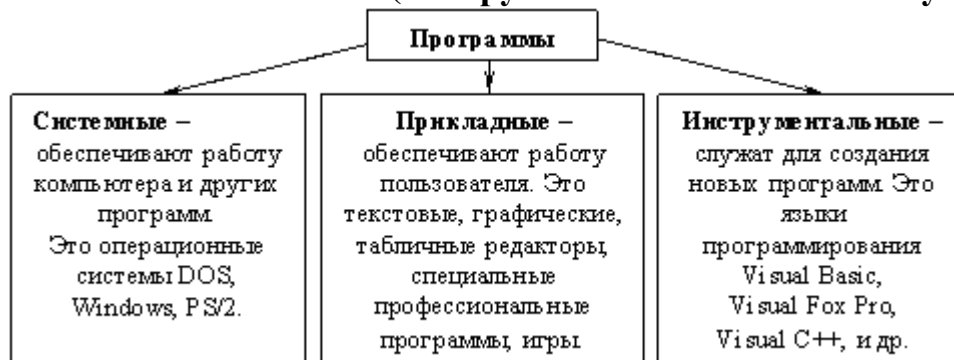 Программы
Системные –
обеспечивают работу
компьютера и других
программ.
Это операционные
системы DOS,
Windows, PS/2.
Прикладные –
обеспечивают работу
пользователя. Это
текстовые, графические,
табличные редакторы,
специальные
профессиональные
программы, игры.
Инструментальные –
служат для создания
новых программ. Это
языки
программирования
Visual Basic,
Visual Fox Pro,
Visual C++, и др.